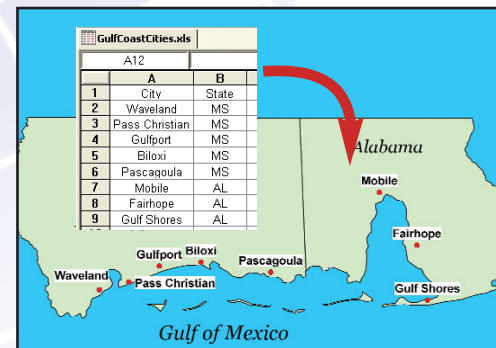 GulfCoastCities.xls
A12
A B
1 City State
2 Waveland MS
3 Pass Christian MS
4 Gulfport MS
5 Biloxi MS
6 Pascagoula MS
7 Mobile AL
8 Fairhope AL
9 Gulf Shores AL
Alabama
Mobile
Fairhope
Gulfport Biloxi
Pascagoula
Waveland
Pass Christian
Gulf Shores
Gulf of Mexico